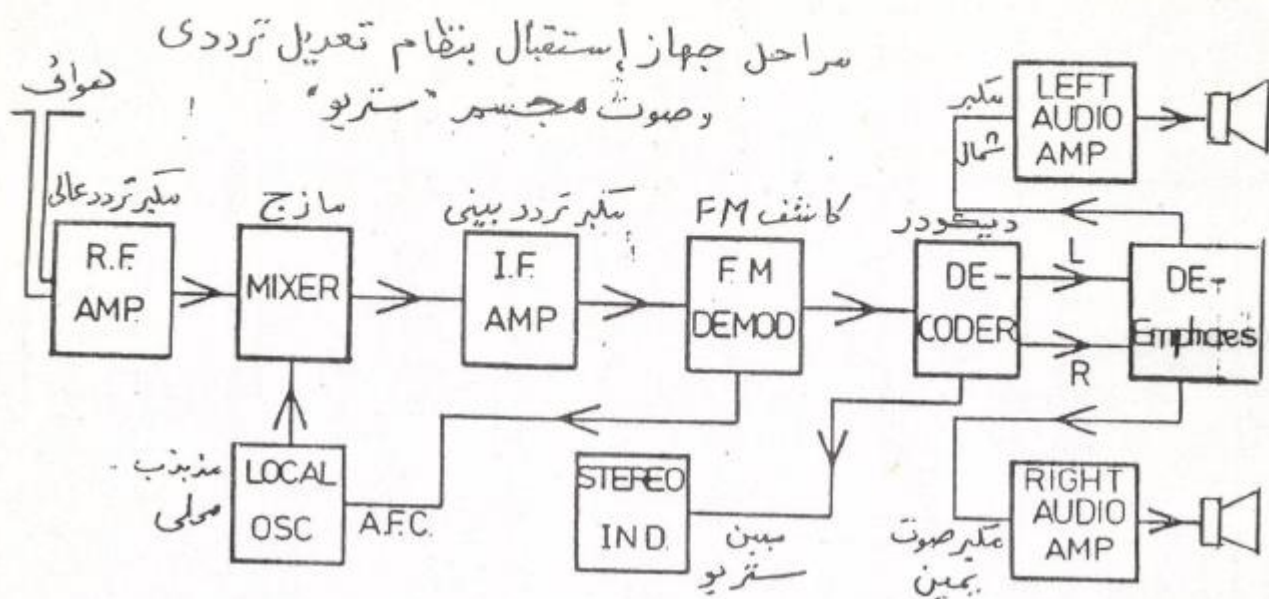 مراحل جهاز إستقبال بنظام تعديل ترددى
وصوت مجسم "ستريو"
هوائى
مكبر تردد عالى
R.F.
AMP.
مازج
MIXER
مكبر تردد بينى
I.F.
AMP
كاشف FM
F.M
DEMOD
ديكودر
DE-
CODER
L
R
DE-
Emphases
مكبر
شمال
LEFT
AUDIO
AMP
مذبذب
محلى
LOCAL
OSC
A.F.C.
STEREO
IND.
مبين
ستريو
مكبر صوت
يمين
RIGHT
AUDIO
AMP